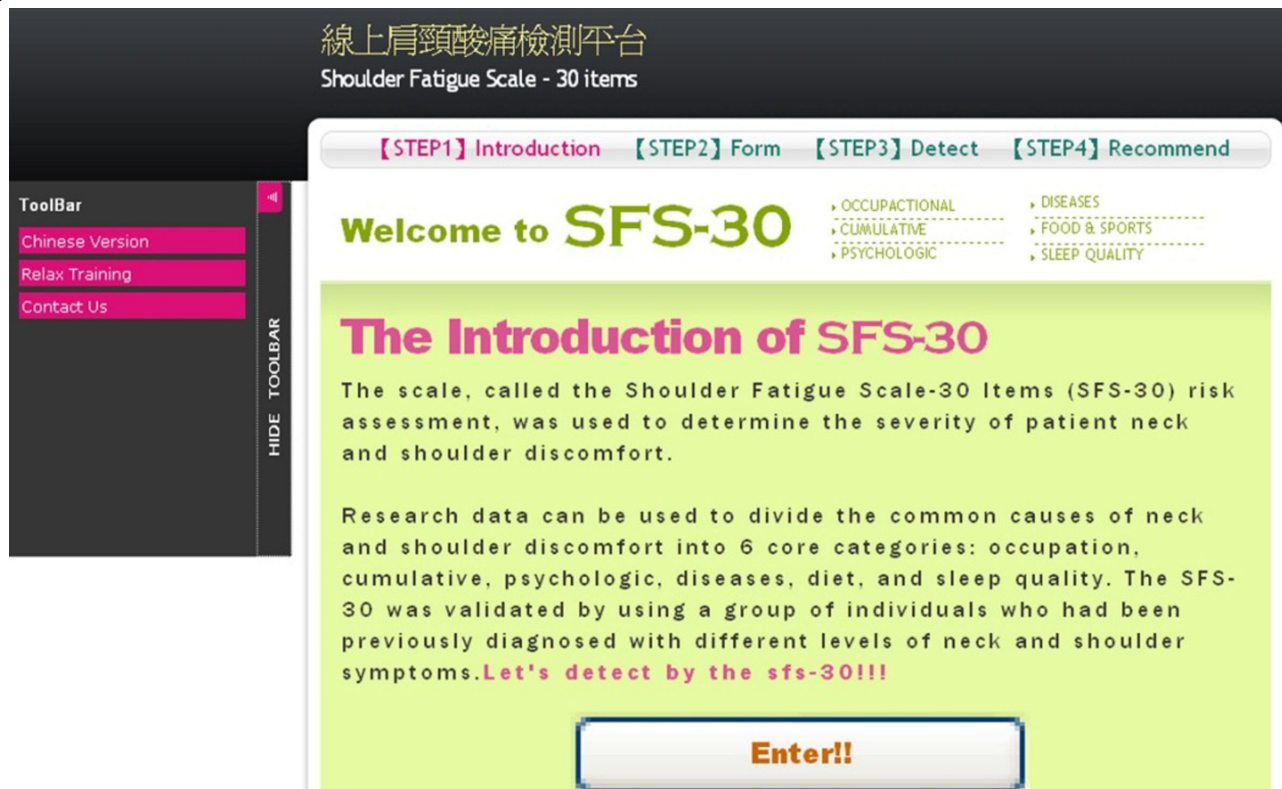 線上肩頸酸痛檢測平台
Shoulder Fatigue Scale - 30 items
【STEP1】Introduction 【STEP2】Form 【STEP3】Detect 【STEP4】Recommend
ToolBar
Chinese Version
Relax Training
Contact Us
HIDE TOOLBAR
Welcome to SFS-30
OCCUPACTIONAL
CUMULATIVE
PSYCHOLOGIC
DISEASES
FOOD & SPORTS
SLEEP QUALITY
The Introduction of SFS-30
The scale, called the Shoulder Fatigue Scale-30 Items (SFS-30) risk
assessment, was used to determine the severity of patient neck
and shoulder discomfort.
Research data can be used to divide the common causes of neck
and shoulder discomfort into 6 core categories: occupation,
cumulative, psychologic, diseases, diet, and sleep quality. The SFS-
30 was validated by using a group of individuals who had been
previously diagnosed with different levels of neck and shoulder
symptoms.Let's detect by the sfs-30!!!
Enter!!